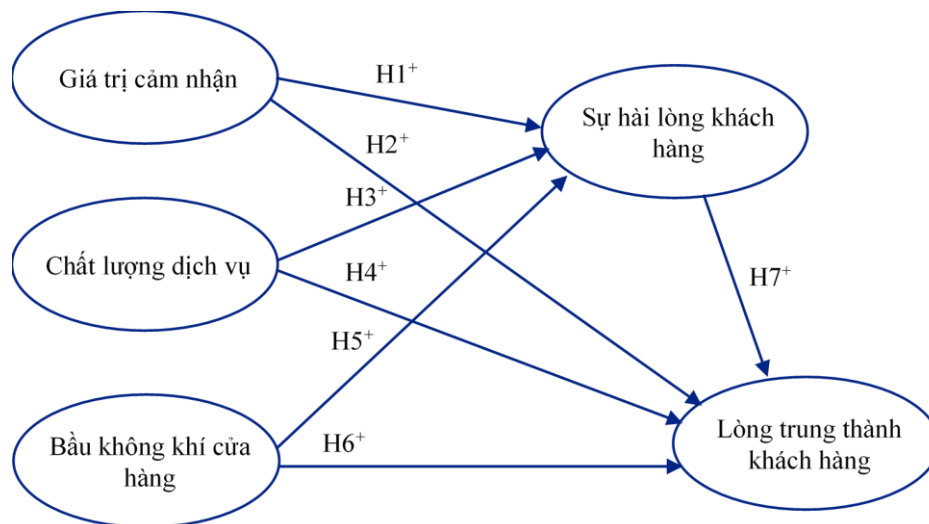 Giá trị cảm nhận
H1+
Sự hài lòng khách
hàng
H2+
H3+
Chất lượng dịch vụ
H4+
H7+
H5+
Bầu không khí cửa
hàng
H6+
Lòng trung thành
khách hàng